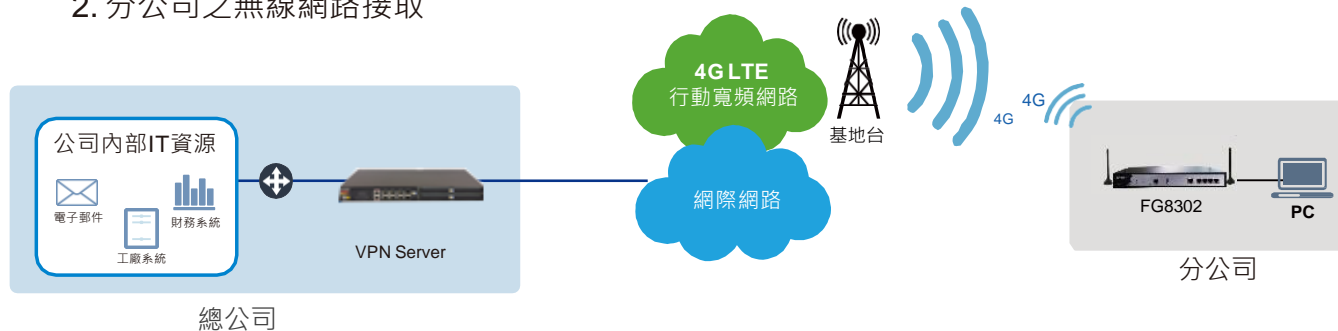 2. 分公司之無線網路接取
4G LTE
行動寬頻網路
基地台
4G
4G
公司內部IT資源
電子郵件
財務系統
工廠系統
VPN Server
網際網路
FG8302
PC
分公司
總公司